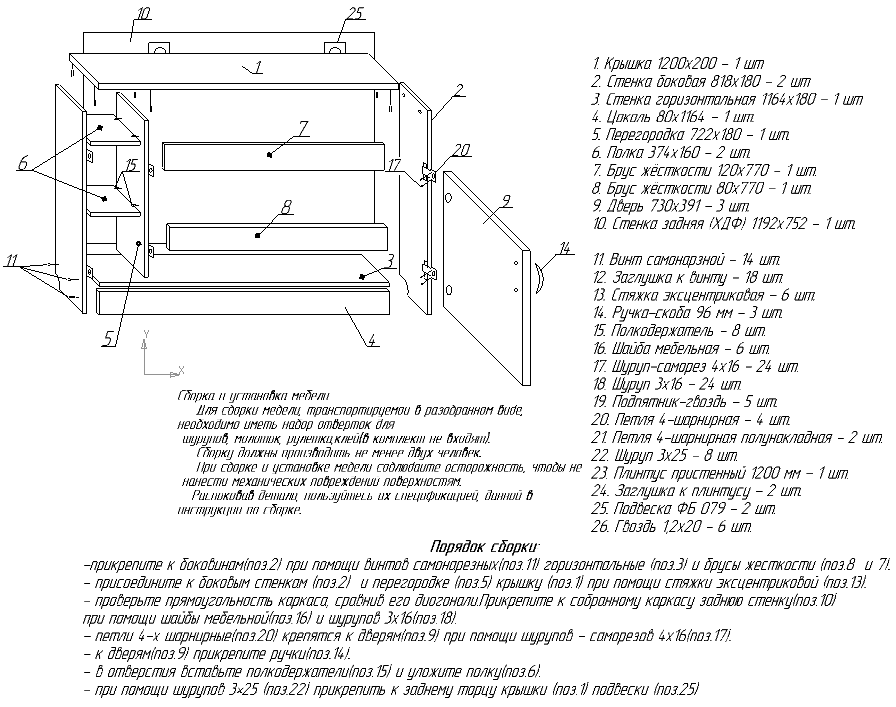 10
25
1
2
7
20
6
15
17
9
8
14
11
3
5
4
Y
X
1. Крышка 1200х200 – 1 шт
2. Стенка боковая 818х180 – 2 шт
3. Стенка горизонтальная 1164х180 – 1 шт
4. Цоколь 80х1164 – 1 шт.
5. Перегородка 722х180 – 1 шт.
6. Полка 374х160 – 2 шт.
7. Брус жёсткости 120х770 – 1 шт.
8. Брус жёсткости 80х770 – 1 шт.
9. Дверь 730х391 – 3 шт.
10. Стенка задняя (ХДФ) 1192х752 – 1 шт.
11. Винт самонарзной – 14 шт.
12. Заглушка к винту – 18 шт.
13. Стяжка эксцентриковая – 6 шт.
14. Ручка–скоба 96 мм – 3 шт.
15. Полкодержатель – 8 шт.
16. Шайба мебельная – 6 шт.
17. Шуруп–саморез 4х16 – 24 шт.
18. Шуруп 3х16 – 24 шт.
19. Подпятник–гвоздь – 5 шт.
20. Петля 4–шарнирная – 4 шт.
21. Петля 4–шарнирная полунакладная – 2 шт.
22. Шуруп 3х25 – 8 шт.
23. Плинтус пристенный 1200 мм – 1 шт.
24. Заглушка к плинтусу – 2 шт.
25. Подвеска ФБ 079 – 2 шт.
26. Гвоздь 1,2х20 – 6 шт.
Сборка и установка мебели
Для сборки мебели, транспортируемой в разобранном виде,
необходимо иметь набор отверток для
шурупов, молоток, рулетку,клей(в комплект не входят).
Сборку должны производить не менее двух человек.
При сборке и установке мебели соблюдайте осторожность, чтобы не
нанести механических повреждении поверхностям.
Распаковав детали, пользуйтесь их спецификацией, данной в
инструкции по сборке.
Порядок сборки:
–прикрепите к боковинам(поз.2) при помощи винтов самонарезных(поз.11) горизонтальные (поз.3) и брусы жесткости (поз.8 и 7).
– присоедините к боковым стенкам (поз.2) и перегородке (поз.5) крышку (поз.1) при помощи стяжки эксцентриковой (поз.13).
– проверьте прямоугольность каркаса, сравнив его диогонали.Прикрепите к собранному каркасу заднюю стенку(поз.10)
при помощи шайбы мебельной(поз.16) и шурупов 3х16(поз.18).
– петли 4–х шарнирные(поз.20) крепятся к дверям(поз.9) при помощи шурупов – саморезов 4х16(поз.17).
– к дверям(поз.9) прикрепите ручки(поз.14).
– в отверстия вставьте полкодержатели(поз.15) и уложите полку(поз.6).
– при помощи шурупов 3×25 (поз.22) прикрепить к заднему торцу крышки (поз.1) подвески (поз.25)